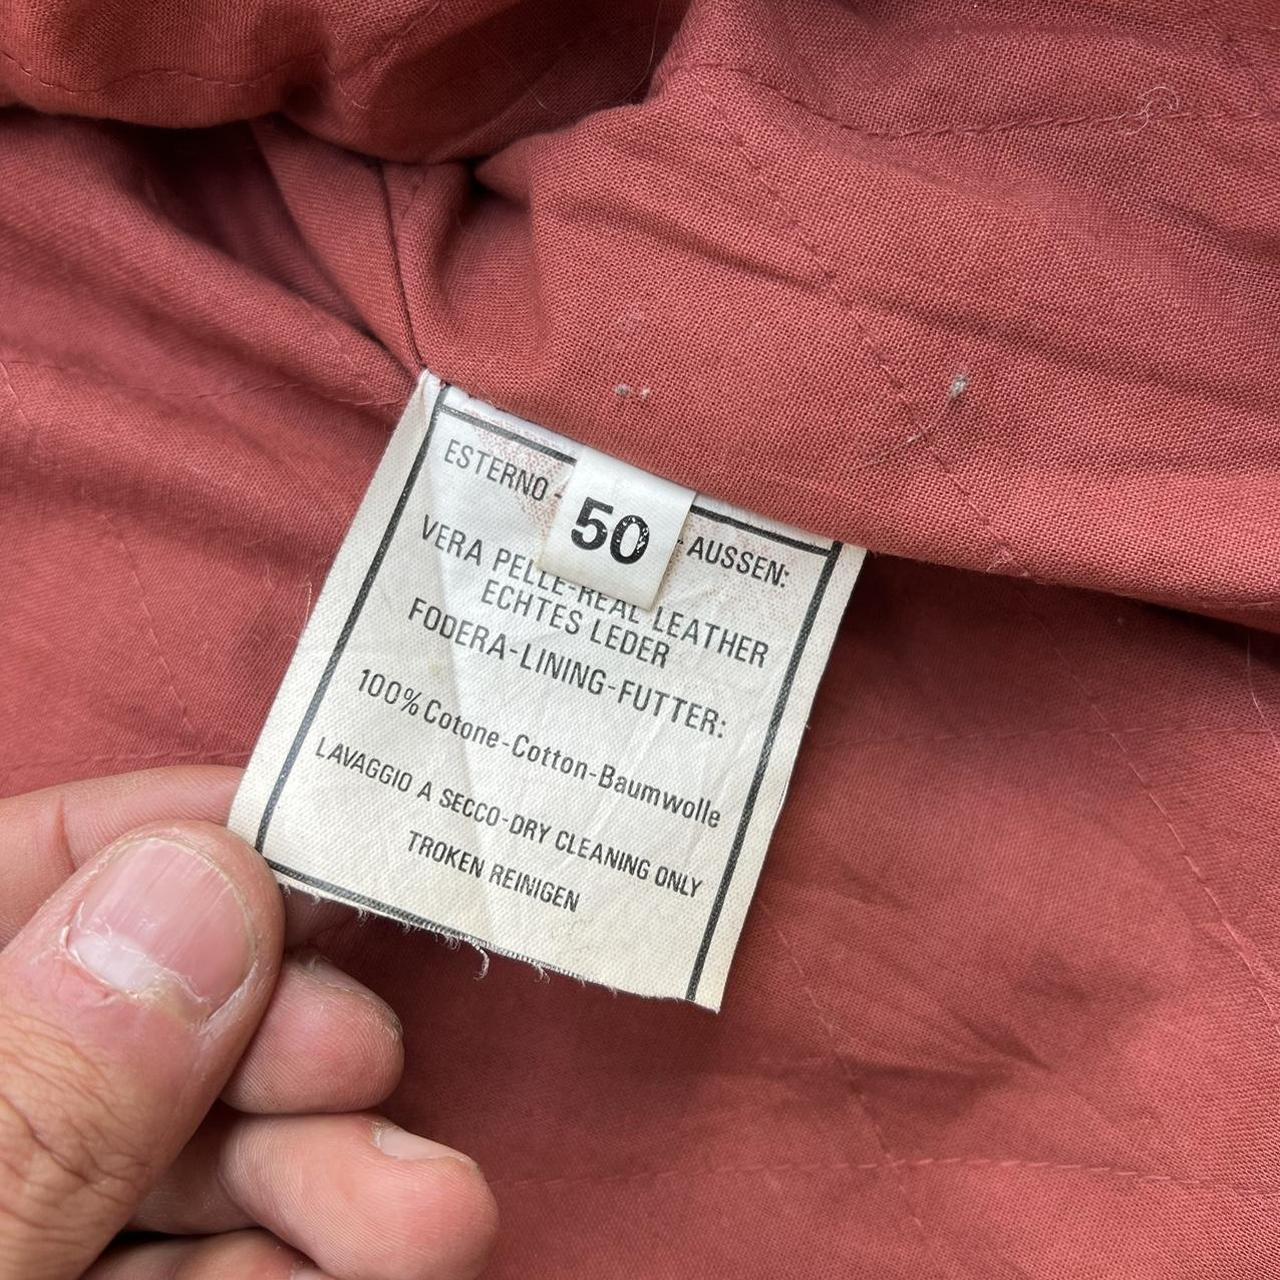 ESTERNO - - AUSSEN:
50
VERA PELLE-REAL LEATHER
ECHTES LEDER
FODERA-LINING-FUTTER:
100% Cotone-Cotton-Baumwolle
LAVAGGIO A SECCO-DRY CLEANING ONLY
TROKEN REINIGEN